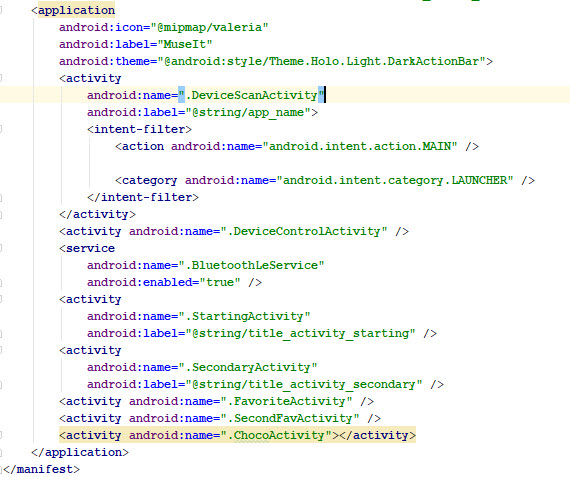 <application
android:icon="@mipmap/valeria"
android:label="MuseIt"
android:theme="@android:style/Theme.Holo.Light.DarkActionBar">
<activity
android:name=".DeviceScanActivity"
android:label="@string/app_name">
<intent-filter>
<action android:name="android.intent.action.MAIN" />
<category android:name="android.intent.category.LAUNCHER" />
</intent-filter>
</activity>
<activity android:name=".DeviceControlActivity" />
<service
android:name=".BluetoothLeService"
android:enabled="true" />
<activity
android:name=".StartingActivity"
android:label="@string/title_activity_starting" />
<activity
android:name=".SecondaryActivity"
android:label="@string/title_activity_secondary" />
<activity android:name=".FavoriteActivity" />
<activity android:name=".SecondFavActivity" />
<activity android:name=".ChocoActivity"></activity>
</application>
</manifest>